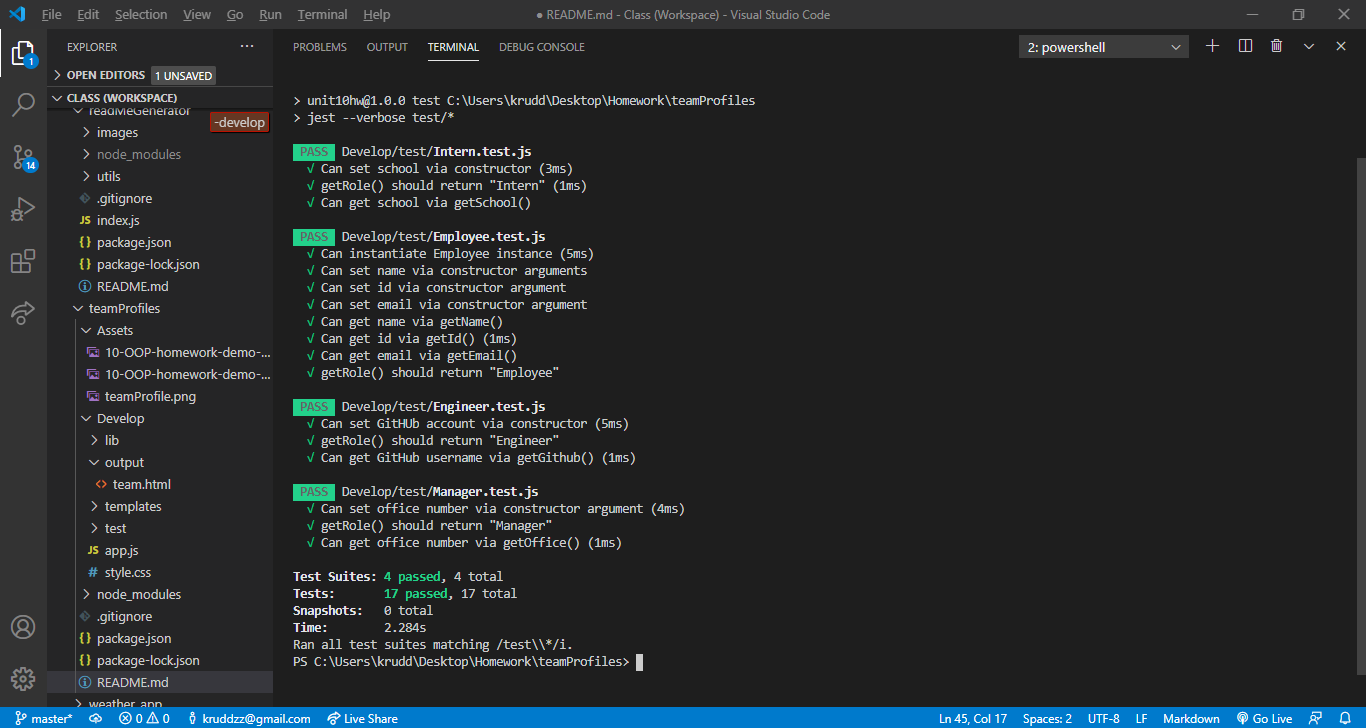 File Edit Selection View Go Run Terminal Help
● README.md - Class (Workspace) - Visual Studio Code
EXPLORER
1
OPEN EDITORS 1 UNSAVED
CLASS (WORKSPACE)
readMeGenerator
-develop
images
node_modules
utils
14
.gitignore
JS index.js
{} package.json
{} package-lock.json
README.md
teamProfiles
Assets
10-OOP-homework-demo-...
10-OOP-homework-demo-...
teamProfile.png
Develop
lib
output
<> team.html
templates
test
JS app.js
# style.css
node_modules
.gitignore
{} package.json
{} package-lock.json
README.md
weather_app
PROBLEMS OUTPUT TERMINAL DEBUG CONSOLE
2: powershell
> unit10hw@1.0.0 test C:\Users\krudd\Desktop\Homework\teamProfiles
> jest --verbose test/*
PASS Develop/test/Intern.test.js
√ Can set school via constructor (3ms)
√ getRole() should return "Intern" (1ms)
√ Can get school via getSchool()
PASS Develop/test/Employee.test.js
√ Can instantiate Employee instance (5ms)
√ Can set name via constructor arguments
√ Can set id via constructor argument
√ Can set email via constructor argument
√ Can get name via getName()
√ Can get id via getId() (1ms)
√ Can get email via getEmail()
√ getRole() should return "Employee"
PASS Develop/test/Engineer.test.js
√ Can set GitHUb account via constructor (5ms)
√ getRole() should return "Engineer"
√ Can get GitHub username via getGithub() (1ms)
PASS Develop/test/Manager.test.js
√ Can set office number via constructor argument (4ms)
√ getRole() should return "Manager"
√ Can get office number via getOffice() (1ms)
Test Suites: 4 passed, 4 total
Tests: 17 passed, 17 total
Snapshots: 0 total
Time: 2.284s
Ran all test suites matching /test\\*/i.
PS C:\Users\krudd\Desktop\Homework\teamProfiles>
master* 0 0 kruddzz@gmail.com Live Share Ln 45, Col 17 Spaces: 2 UTF-8 LF Markdown Go Live